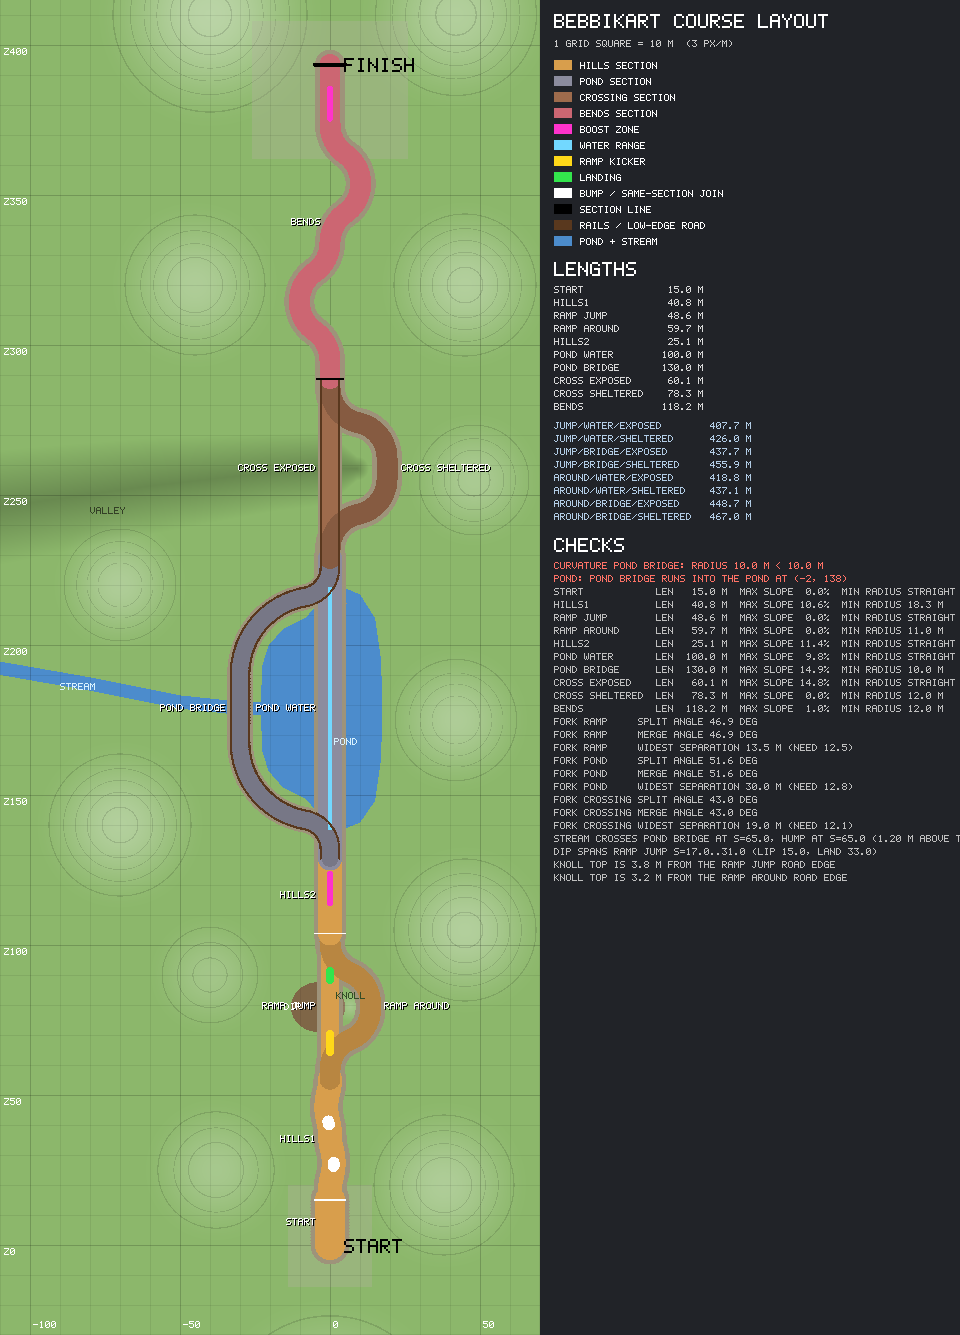 Z400
FINISH
Z350
BENDS
Z300
CROSS EXPOSED
CROSS SHELTERED
Z250
VALLEY
Z200
STREAM
POND BRIDGE
POND WATER
POND
Z150
HILLS2
Z100
KNOLL
RAMP JUMP
RAMP AROUND
Z50
HILLS1
START
START
Z0
-100
-50
0
50
BEBBIKART COURSE LAYOUT
1 GRID SQUARE = 10 M (3 PX/M)
HILLS SECTION
POND SECTION
CROSSING SECTION
BENDS SECTION
BOOST ZONE
WATER RANGE
RAMP KICKER
LANDING
BUMP / SAME-SECTION JOIN
SECTION LINE
RAILS / LOW-EDGE ROAD
POND + STREAM
LENGTHS
START 15.0 M
HILLS1 40.8 M
RAMP JUMP 48.6 M
RAMP AROUND 59.7 M
HILLS2 25.1 M
POND WATER 100.0 M
POND BRIDGE 130.0 M
CROSS EXPOSED 60.1 M
CROSS SHELTERED 78.3 M
BENDS 118.2 M
JUMP/WATER/EXPOSED 407.7 M
JUMP/WATER/SHELTERED 426.0 M
JUMP/BRIDGE/EXPOSED 437.7 M
JUMP/BRIDGE/SHELTERED 455.9 M
AROUND/WATER/EXPOSED 418.8 M
AROUND/WATER/SHELTERED 437.1 M
AROUND/BRIDGE/EXPOSED 448.7 M
AROUND/BRIDGE/SHELTERED 467.0 M
CHECKS
CURVATURE POND BRIDGE: RADIUS 10.0 M < 10.0 M
POND: POND BRIDGE RUNS INTO THE POND AT (-2, 138)
START LEN 15.0 M MAX SLOPE 0.0% MIN RADIUS STRAIGHT
HILLS1 LEN 40.8 M MAX SLOPE 10.6% MIN RADIUS 18.3 M
RAMP JUMP LEN 48.6 M MAX SLOPE 0.0% MIN RADIUS STRAIGHT
RAMP AROUND LEN 59.7 M MAX SLOPE 0.0% MIN RADIUS 11.0 M
HILLS2 LEN 25.1 M MAX SLOPE 11.4% MIN RADIUS STRAIGHT
POND WATER LEN 100.0 M MAX SLOPE 9.8% MIN RADIUS STRAIGHT
POND BRIDGE LEN 130.0 M MAX SLOPE 14.9% MIN RADIUS 10.0 M
CROSS EXPOSED LEN 60.1 M MAX SLOPE 14.8% MIN RADIUS STRAIGHT
CROSS SHELTERED LEN 78.3 M MAX SLOPE 0.0% MIN RADIUS 12.0 M
BENDS LEN 118.2 M MAX SLOPE 1.0% MIN RADIUS 12.0 M
FORK RAMP SPLIT ANGLE 46.9 DEG
FORK RAMP MERGE ANGLE 46.9 DEG
FORK RAMP WIDEST SEPARATION 13.5 M (NEED 12.5)
FORK POND SPLIT ANGLE 51.6 DEG
FORK POND MERGE ANGLE 51.6 DEG
FORK POND WIDEST SEPARATION 30.0 M (NEED 12.8)
FORK CROSSING SPLIT ANGLE 43.0 DEG
FORK CROSSING MERGE ANGLE 43.0 DEG
FORK CROSSING WIDEST SEPARATION 19.0 M (NEED 12.1)
STREAM CROSSES POND BRIDGE AT S=65.0, HUMP AT S=65.0 (1.20 M ABOVE T
DIP SPANS RAMP JUMP S=17.0..31.0 (LIP 15.0, LAND 33.0)
KNOLL TOP IS 3.8 M FROM THE RAMP JUMP ROAD EDGE
KNOLL TOP IS 3.2 M FROM THE RAMP AROUND ROAD EDGE